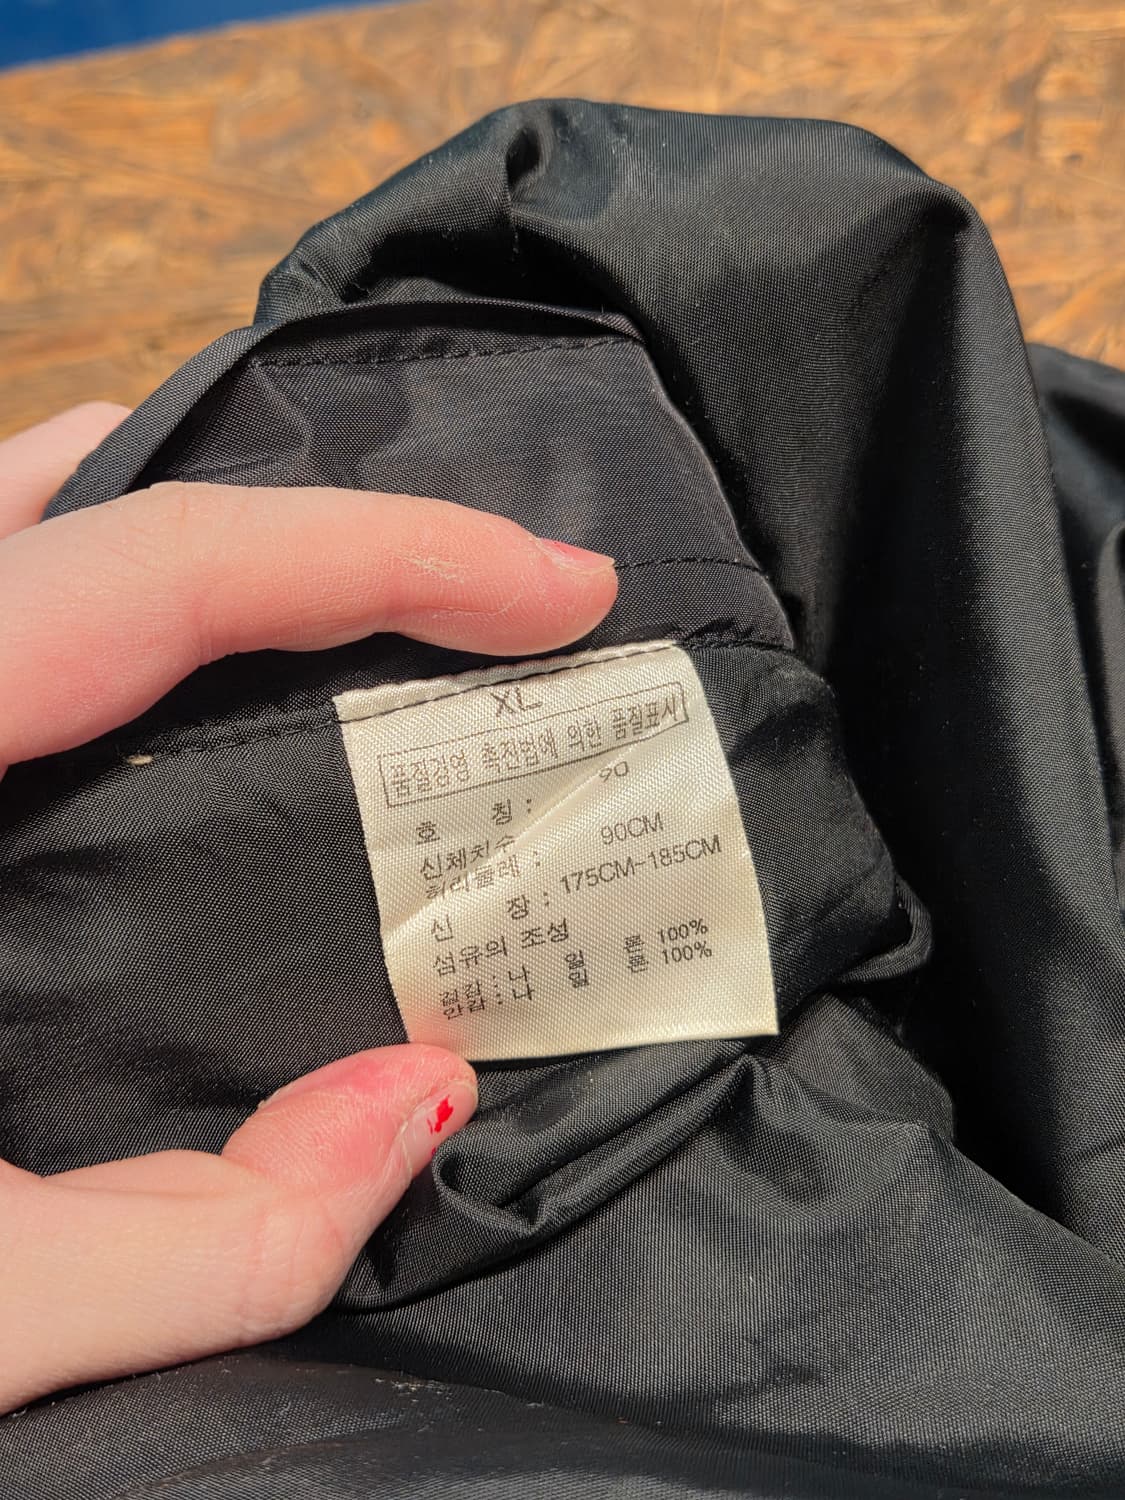 XL
품질경영 촉진법에 의한 품질표시
호 칭 : 90
신체치수
허리둘레 : 90CM
신 장 : 175CM-185CM
섬유의 조성
겉감 : 나 일 론 100%
안감 : 나 일 론 100%